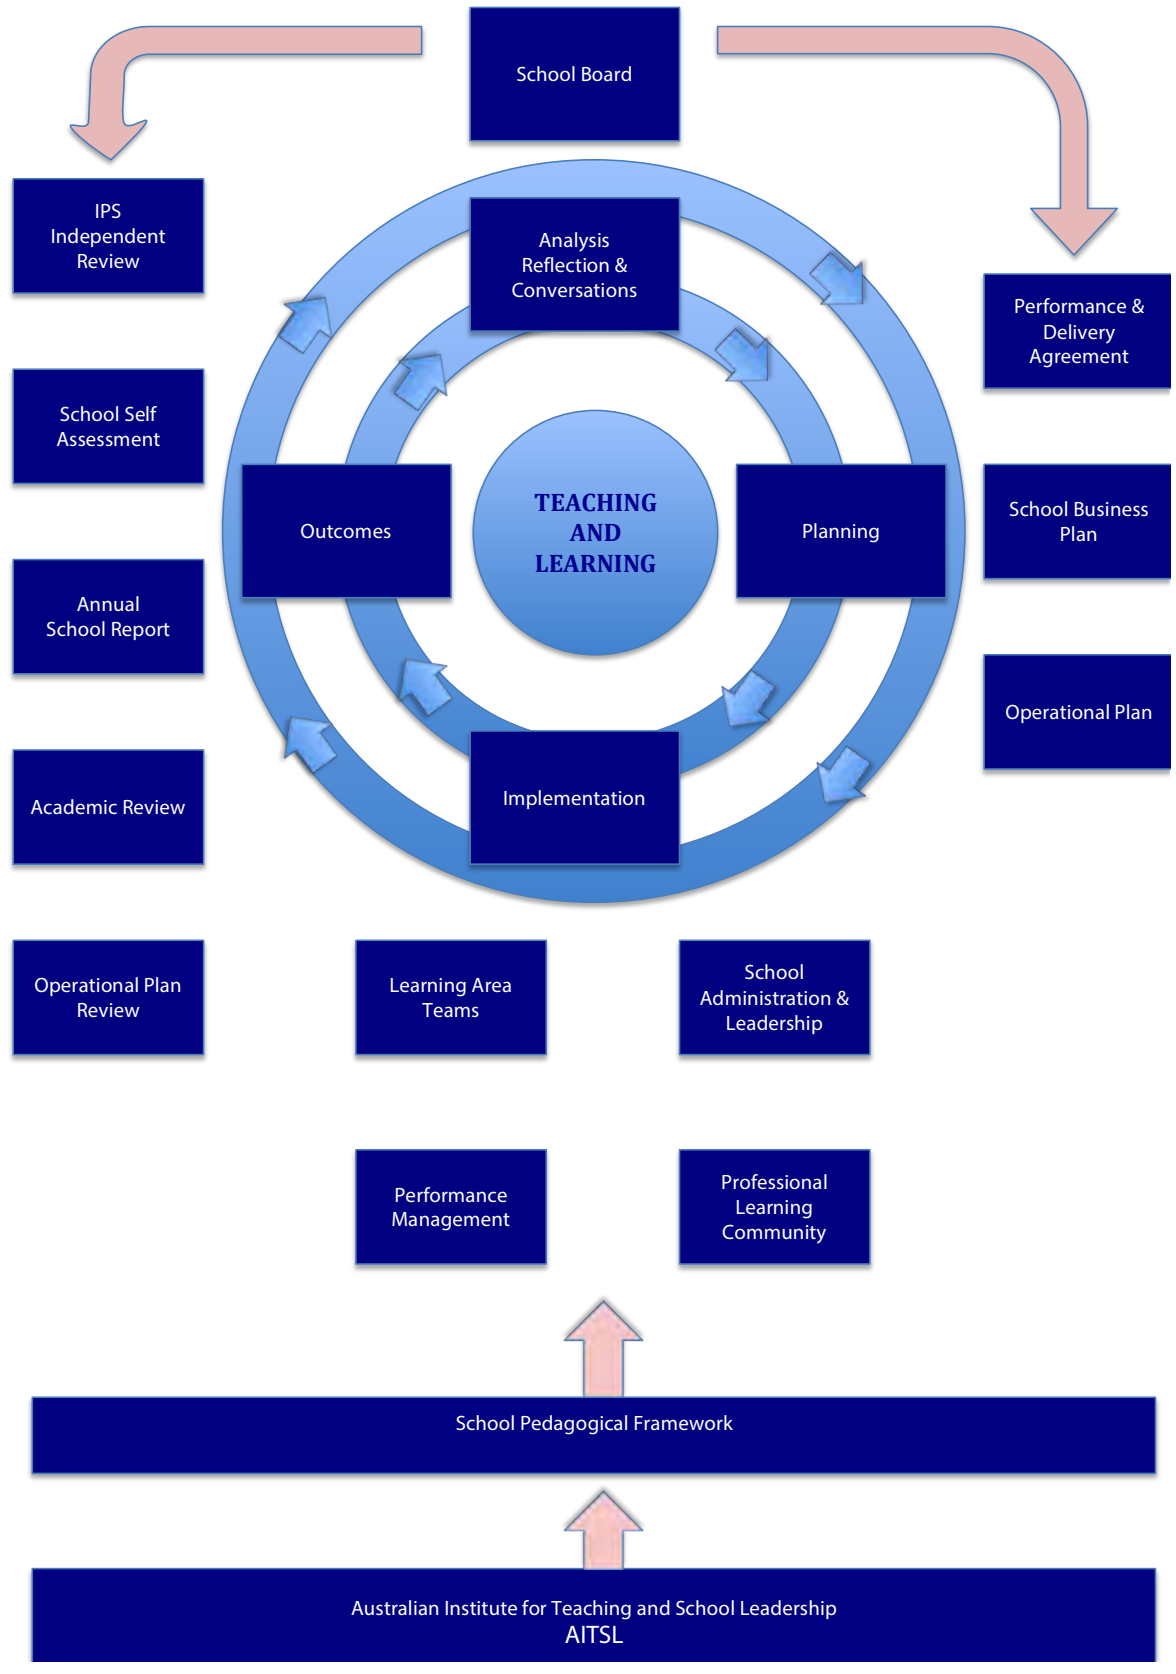 School Board
IPS
Independent
Review
Analysis
Reflection &
Conversations
Performance &
Delivery
Agreement
School Self
Assessment
Outcomes
TEACHING
AND
LEARNING
Planning
School Business
Plan
Annual
School Report
Operational Plan
Academic Review
Implementation
Operational Plan
Review
Learning Area
Teams
School
Administration &
Leadership
Performance
Management
Professional
Learning
Community
School Pedagogical Framework
Australian Institute for Teaching and School Leadership
AITSL